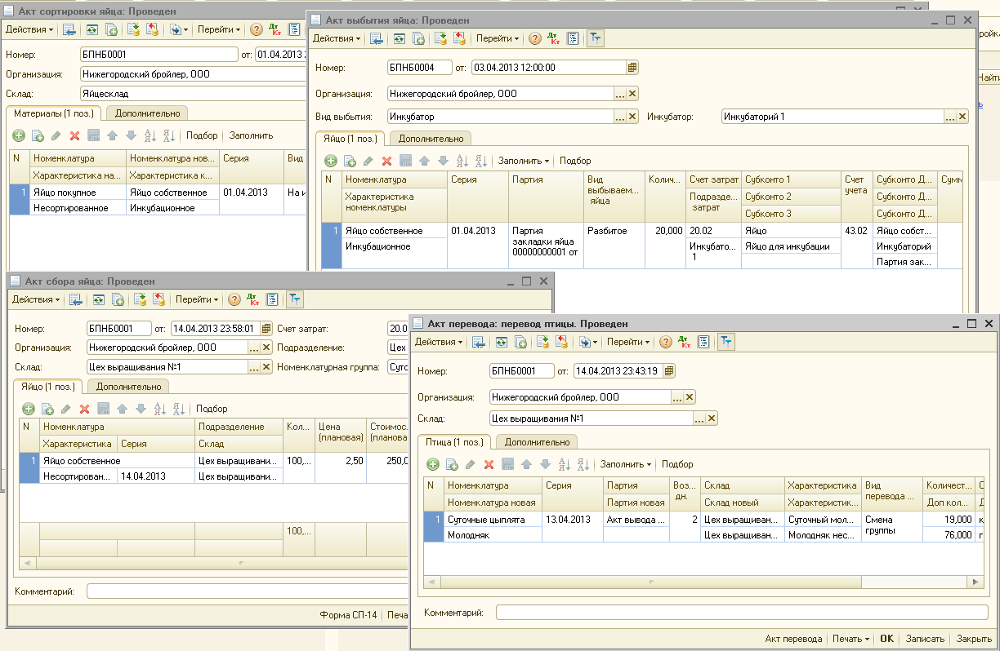 Акт сортировки яйца: Проведен
Действия
Перейти
Номер: БПНБ0001 от: 01.04.2013
Организация: Нижегородский бройлер, ООО
Склад: Яйцесклад
Материалы (1 поз.) Дополнительно
Подбор Заполнить
N Номенклатура Номенклатура нов... Серия Вид
Характеристика на... Характеристика к...
1 Яйцо покупное Яйцо собственное 01.04.2013 На и
Несортированное Инкубационное
Акт выбытия яйца: Проведен
Действия Перейти
Номер: БПНБ0004 от: 03.04.2013 12:00:00
Организация: Нижегородский бройлер, ООО
Вид выбытия: Инкубатор Инкубатор: Инкубаторий 1
Яйцо (1 поз.) Дополнительно
Заполнить Подбор
N Номенклатура Серия Партия Вид выбываем... яйца Колич... Счет затрат Субконто 1 Счет учета Субконто Д... Сумм
Характеристика номенклатуры Подразде... затрат Субконто 2 Субконто Д...
Субконто 3 Субконто Д...
1 Яйцо собственное 01.04.2013 Партия закладки яйца 00000000001 от Разбитое 20,000 20.02 Яйцо 43.02 Яйцо собст...
Инкубационное Инкубато... 1 Яйцо для инкубации Инкубаторий
Партия зак...
Акт сбора яйца: Проведен
Действия Перейти
Номер: БПНБ0001 от: 14.04.2013 23:58:01 Счет затрат: 20.0
Организация: Нижегородский бройлер, ООО Подразделение: Цех
Склад: Цех выращивания №1 Номенклатурная группа: Суто
Яйцо (1 поз.) Дополнительно
Подбор
N Номенклатура Подразделение Кол... Цена (плановая) Стоимос. (планова
Характеристика Серия Склад
1 Яйцо собственное Цех выращивани... 100,... 2,50 250,0
Несортирован... 14.04.2013 Цех выращивани...
100,...
Комментарий:
Форма СП-14 Печа
Акт перевода: перевод птицы. Проведен
Действия Перейти
Номер: БПНБ0001 от: 14.04.2013 23:43:19
Организация: Нижегородский бройлер, ООО
Склад: Цех выращивания №1
Птица (1 поз.) Дополнительно
Заполнить Подбор
N Номенклатура Серия Партия Воз... дн. Склад Характеристика Вид перевода ... Количест...
Номенклатура новая Партия новая Склад новый Характеристик... Доп кол...
1 Суточные цыплята 13.04.2013 Акт вывода ... 2 Цех выращиван... Суточный мол... Смена группы 19,000
Молодняк Цех выращиван... Молодняк нес... 76,000
Комментарий:
Акт перевода Печать OK Записать Закрыть